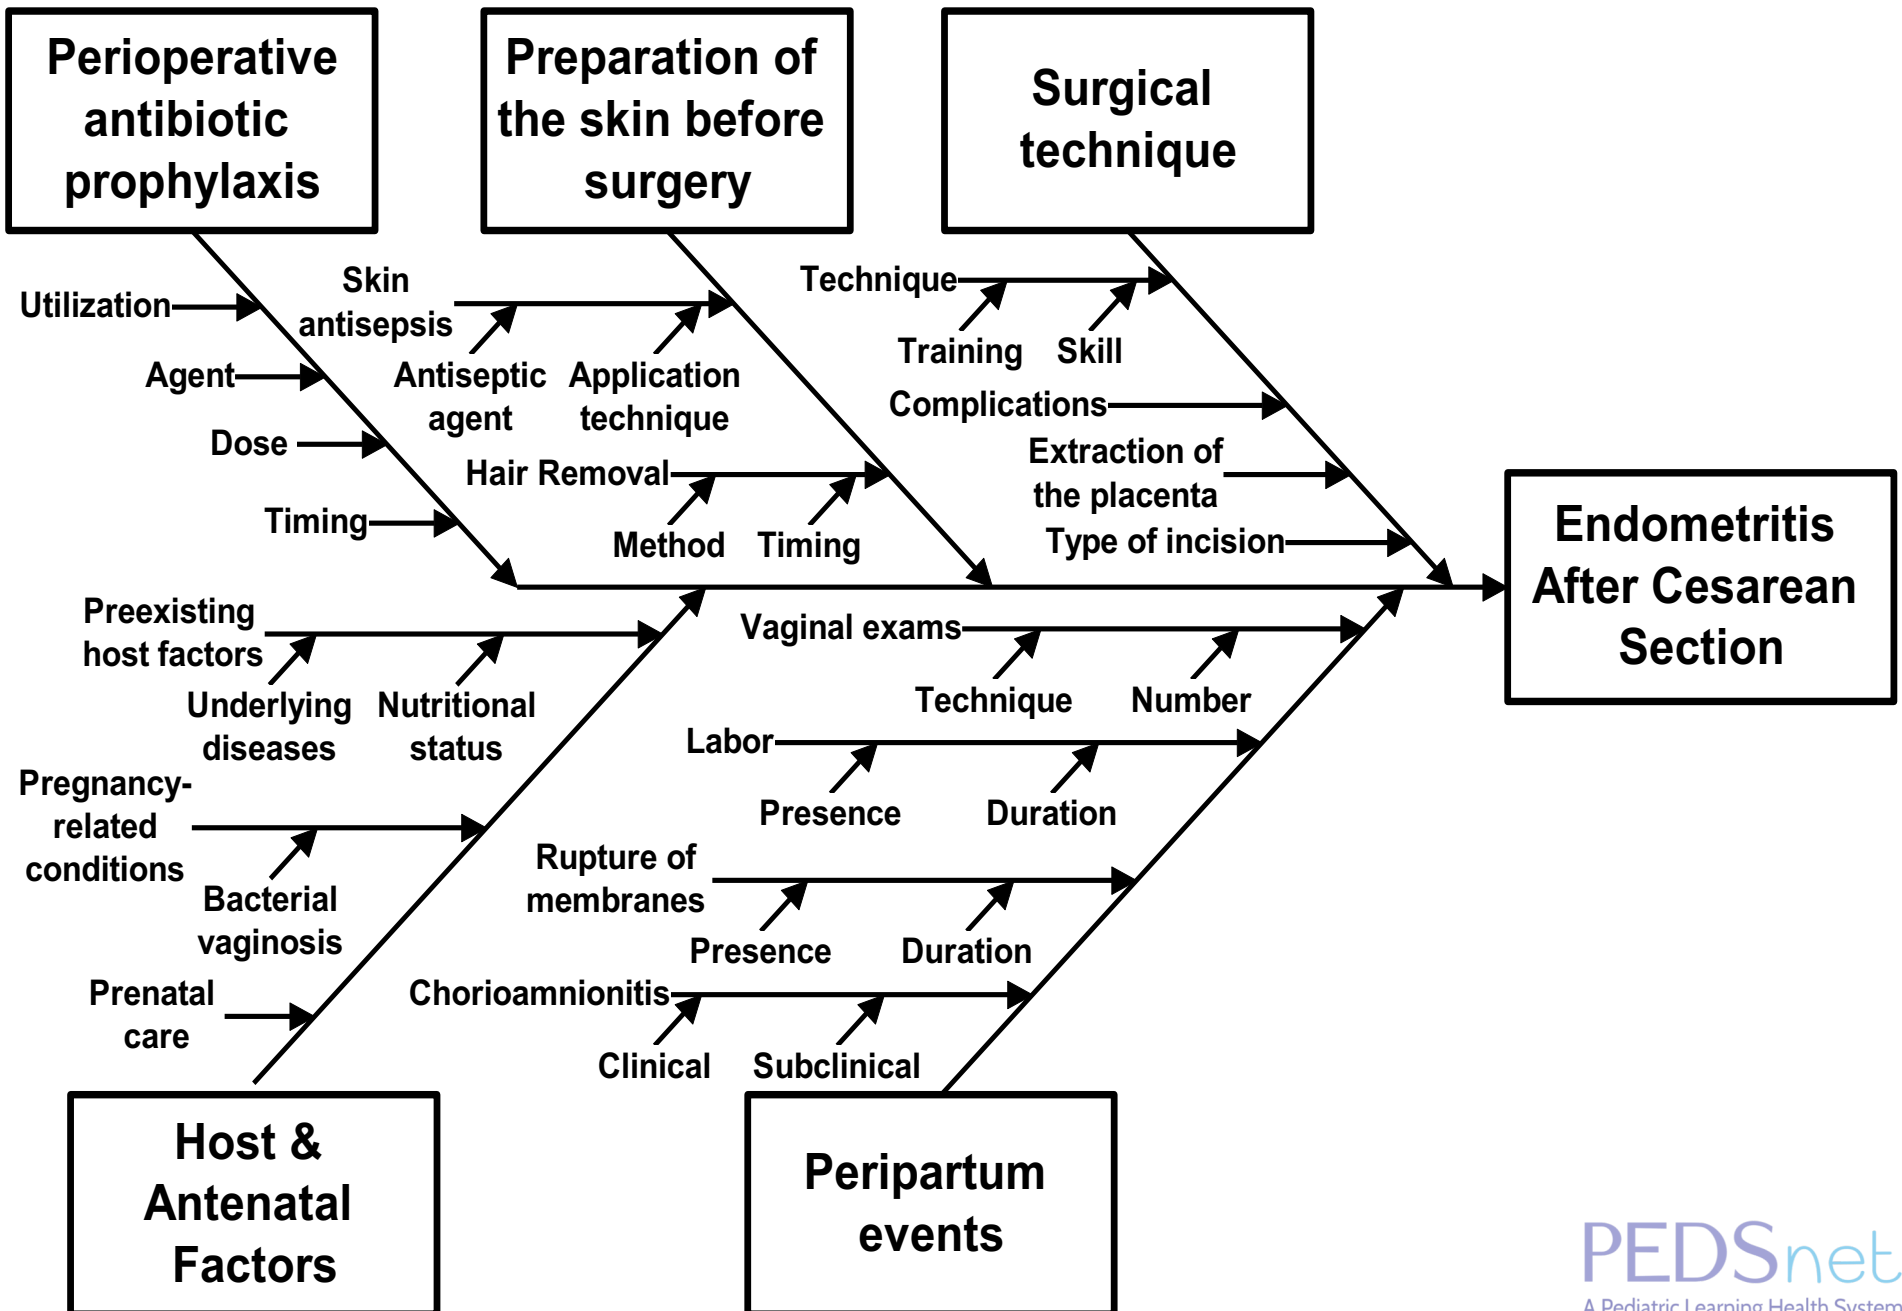 Perioperative
antibiotic
prophylaxis
Preparation of
the skin before
surgery
Surgical
technique
Utilization
Agent
Dose
Timing
Skin
antisepsis
Antiseptic
agent
Application
technique
Hair Removal
Method
Timing
Technique
Training
Skill
Complications
Extraction of
the placenta
Type of incision
Endometritis
After Cesarean
Section
Preexisting
host factors
Underlying
diseases
Nutritional
status
Pregnancy-
related
conditions
Bacterial
vaginosis
Prenatal
care
Vaginal exams
Technique
Number
Labor
Presence
Duration
Rupture of
membranes
Presence
Duration
Chorioamnionitis
Clinical
Subclinical
Host &
Antenatal
Factors
Peripartum
events
PEDSnet
A Pediatric Learning Health System